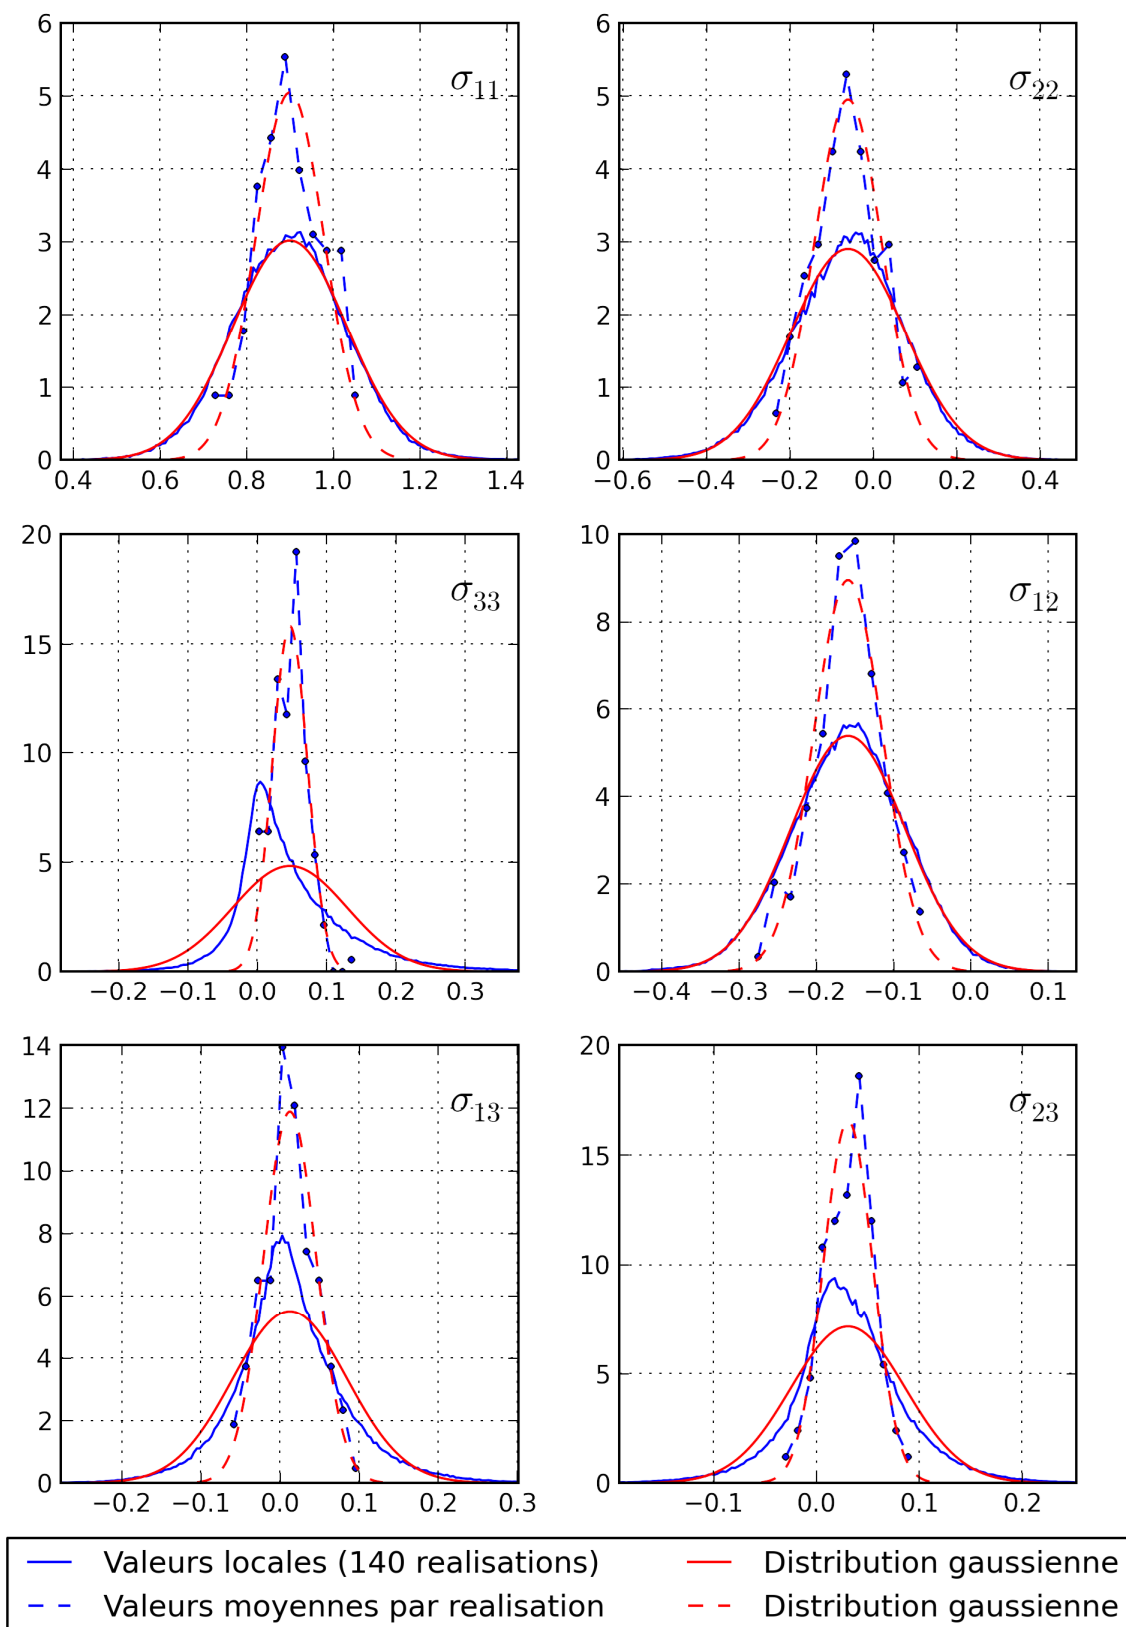 6
5
4
3
2
1
0
σ11
0.4 0.6 0.8 1.0 1.2 1.4
6
5
4
3
2
1
0
σ22
−0.6 −0.4 −0.2 0.0 0.2 0.4
20
15
10
5
0
σ33
−0.2 −0.1 0.0 0.1 0.2 0.3
10
8
6
4
2
0
σ12
−0.4 −0.3 −0.2 −0.1 0.0 0.1
14
12
10
8
6
4
2
0
σ13
−0.2 −0.1 0.0 0.1 0.2 0.3
20
15
10
5
0
σ23
−0.1 0.0 0.1 0.2
Valeurs locales (140 realisations)
Distribution gaussienne
Valeurs moyennes par realisation
Distribution gaussienne